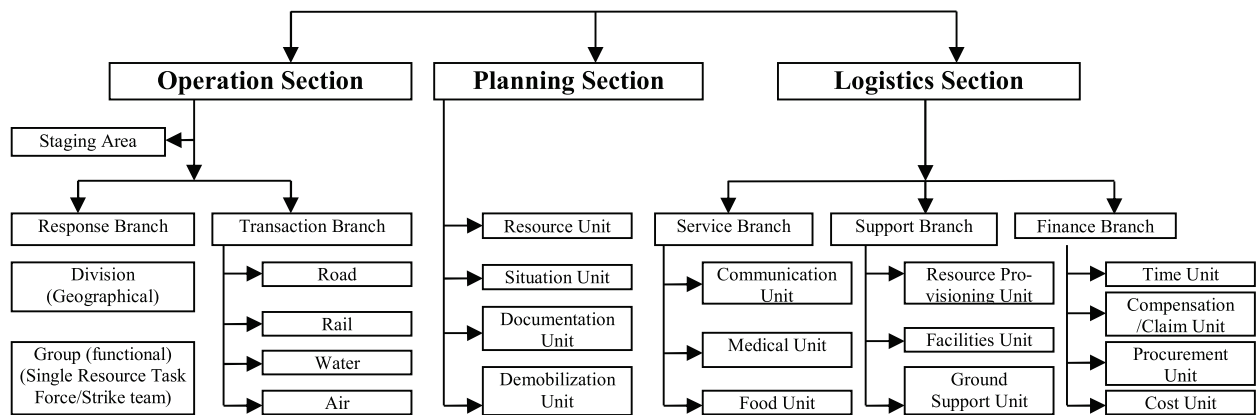 Operation Section
Planning Section
Logistics Section
Staging Area
Response Branch
Transaction Branch
Division
(Geographical)
Group (functional)
(Single Resource Task
Force/Strike team)
Road
Rail
Water
Air
Resource Unit
Situation Unit
Documentation
Unit
Demobilization
Unit
Service Branch
Support Branch
Finance Branch
Communication
Unit
Medical Unit
Food Unit
Resource Pro-
visioning Unit
Facilities Unit
Ground
Support Unit
Time Unit
Compensation
/Claim Unit
Procurement
Unit
Cost Unit